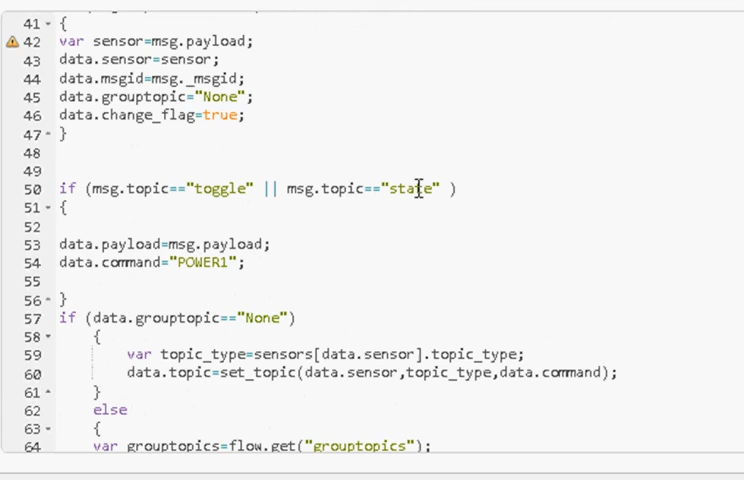 41 {
42 var sensor=msg.payload;
43 data.sensor=sensor;
44 data.msgid=msg._msgid;
45 data.grouptopic="None";
46 data.change_flag=true;
47 }
48
49
50 if (msg.topic=="toggle" || msg.topic=="state" )
51 {
52
53 data.payload=msg.payload;
54 data.command="POWER1";
55
56 }
57 if (data.grouptopic=="None")
58 {
59 var topic_type=sensors[data.sensor].topic_type;
60 data.topic=set_topic(data.sensor,topic_type,data.command);
61 }
62 else
63 {
64 var grouptopics=flow.get("grouptopics");